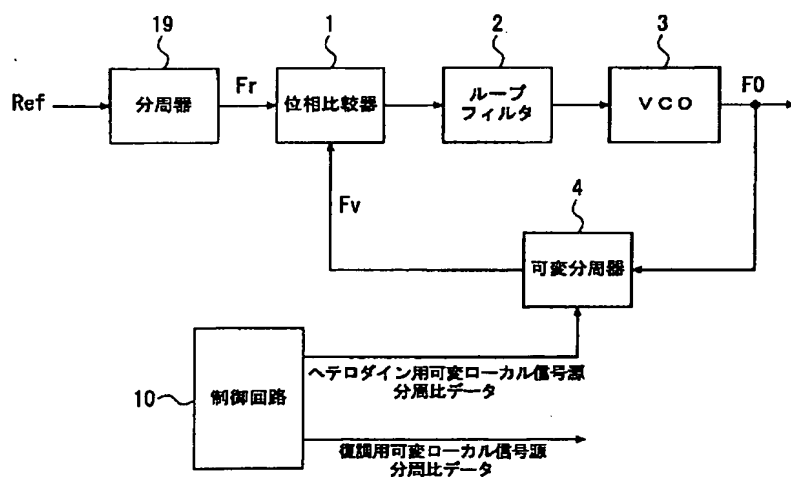 19
1
2
3
Ref
分周器
Fr
位相比較器
ループ
フィルタ
VCO
F0
Fv
4
可変分周器
10
制御回路
ヘテロダイン用可変ローカル信号源
分周比データ
復調用可変ローカル信号源
分周比データ